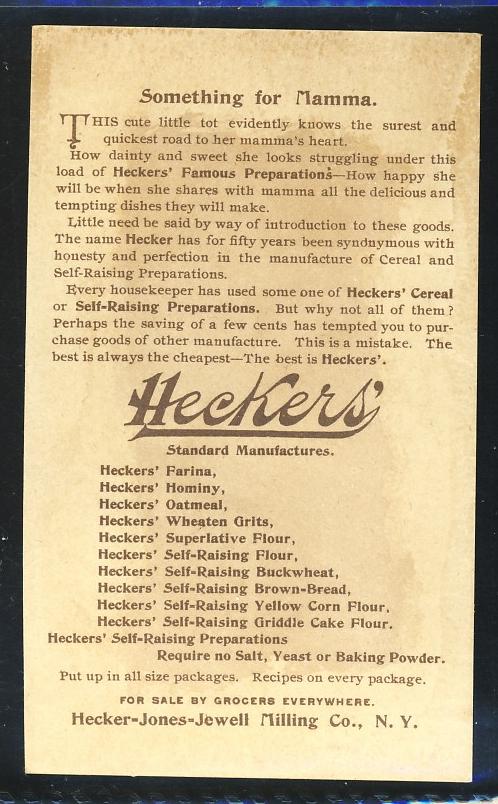 Something for Mamma.
THIS cute little tot evidently knows the surest and
quickest road to her mamma's heart.
How dainty and sweet she looks struggling under this
load of Heckers' Famous Preparations—How happy she
will be when she shares with mamma all the delicious and
tempting dishes they will make.
Little need be said by way of introduction to these goods.
The name Hecker has for fifty years been synonymous with
honesty and perfection in the manufacture of Cereal and
Self-Raising Preparations.
Every housekeeper has used some one of Heckers' Cereal
or Self-Raising Preparations. But why not all of them?
Perhaps the saving of a few cents has tempted you to pur-
chase goods of other manufacture. This is a mistake. The
best is always the cheapest—The best is Heckers'.
Heckers'
Standard Manufactures.
Heckers' Farina,
Heckers' Hominy,
Heckers' Oatmeal,
Heckers' Wheaten Grits,
Heckers' Superlative Flour,
Heckers' Self-Raising Flour,
Heckers' Self-Raising Buckwheat,
Heckers' Self-Raising Brown-Bread,
Heckers' Self-Raising Yellow Corn Flour,
Heckers' Self-Raising Griddle Cake Flour.
Heckers' Self-Raising Preparations
Require no Salt, Yeast or Baking Powder.
Put up in all size packages. Recipes on every package.
FOR SALE BY GROCERS EVERYWHERE.
Hecker-Jones-Jewell Milling Co., N. Y.